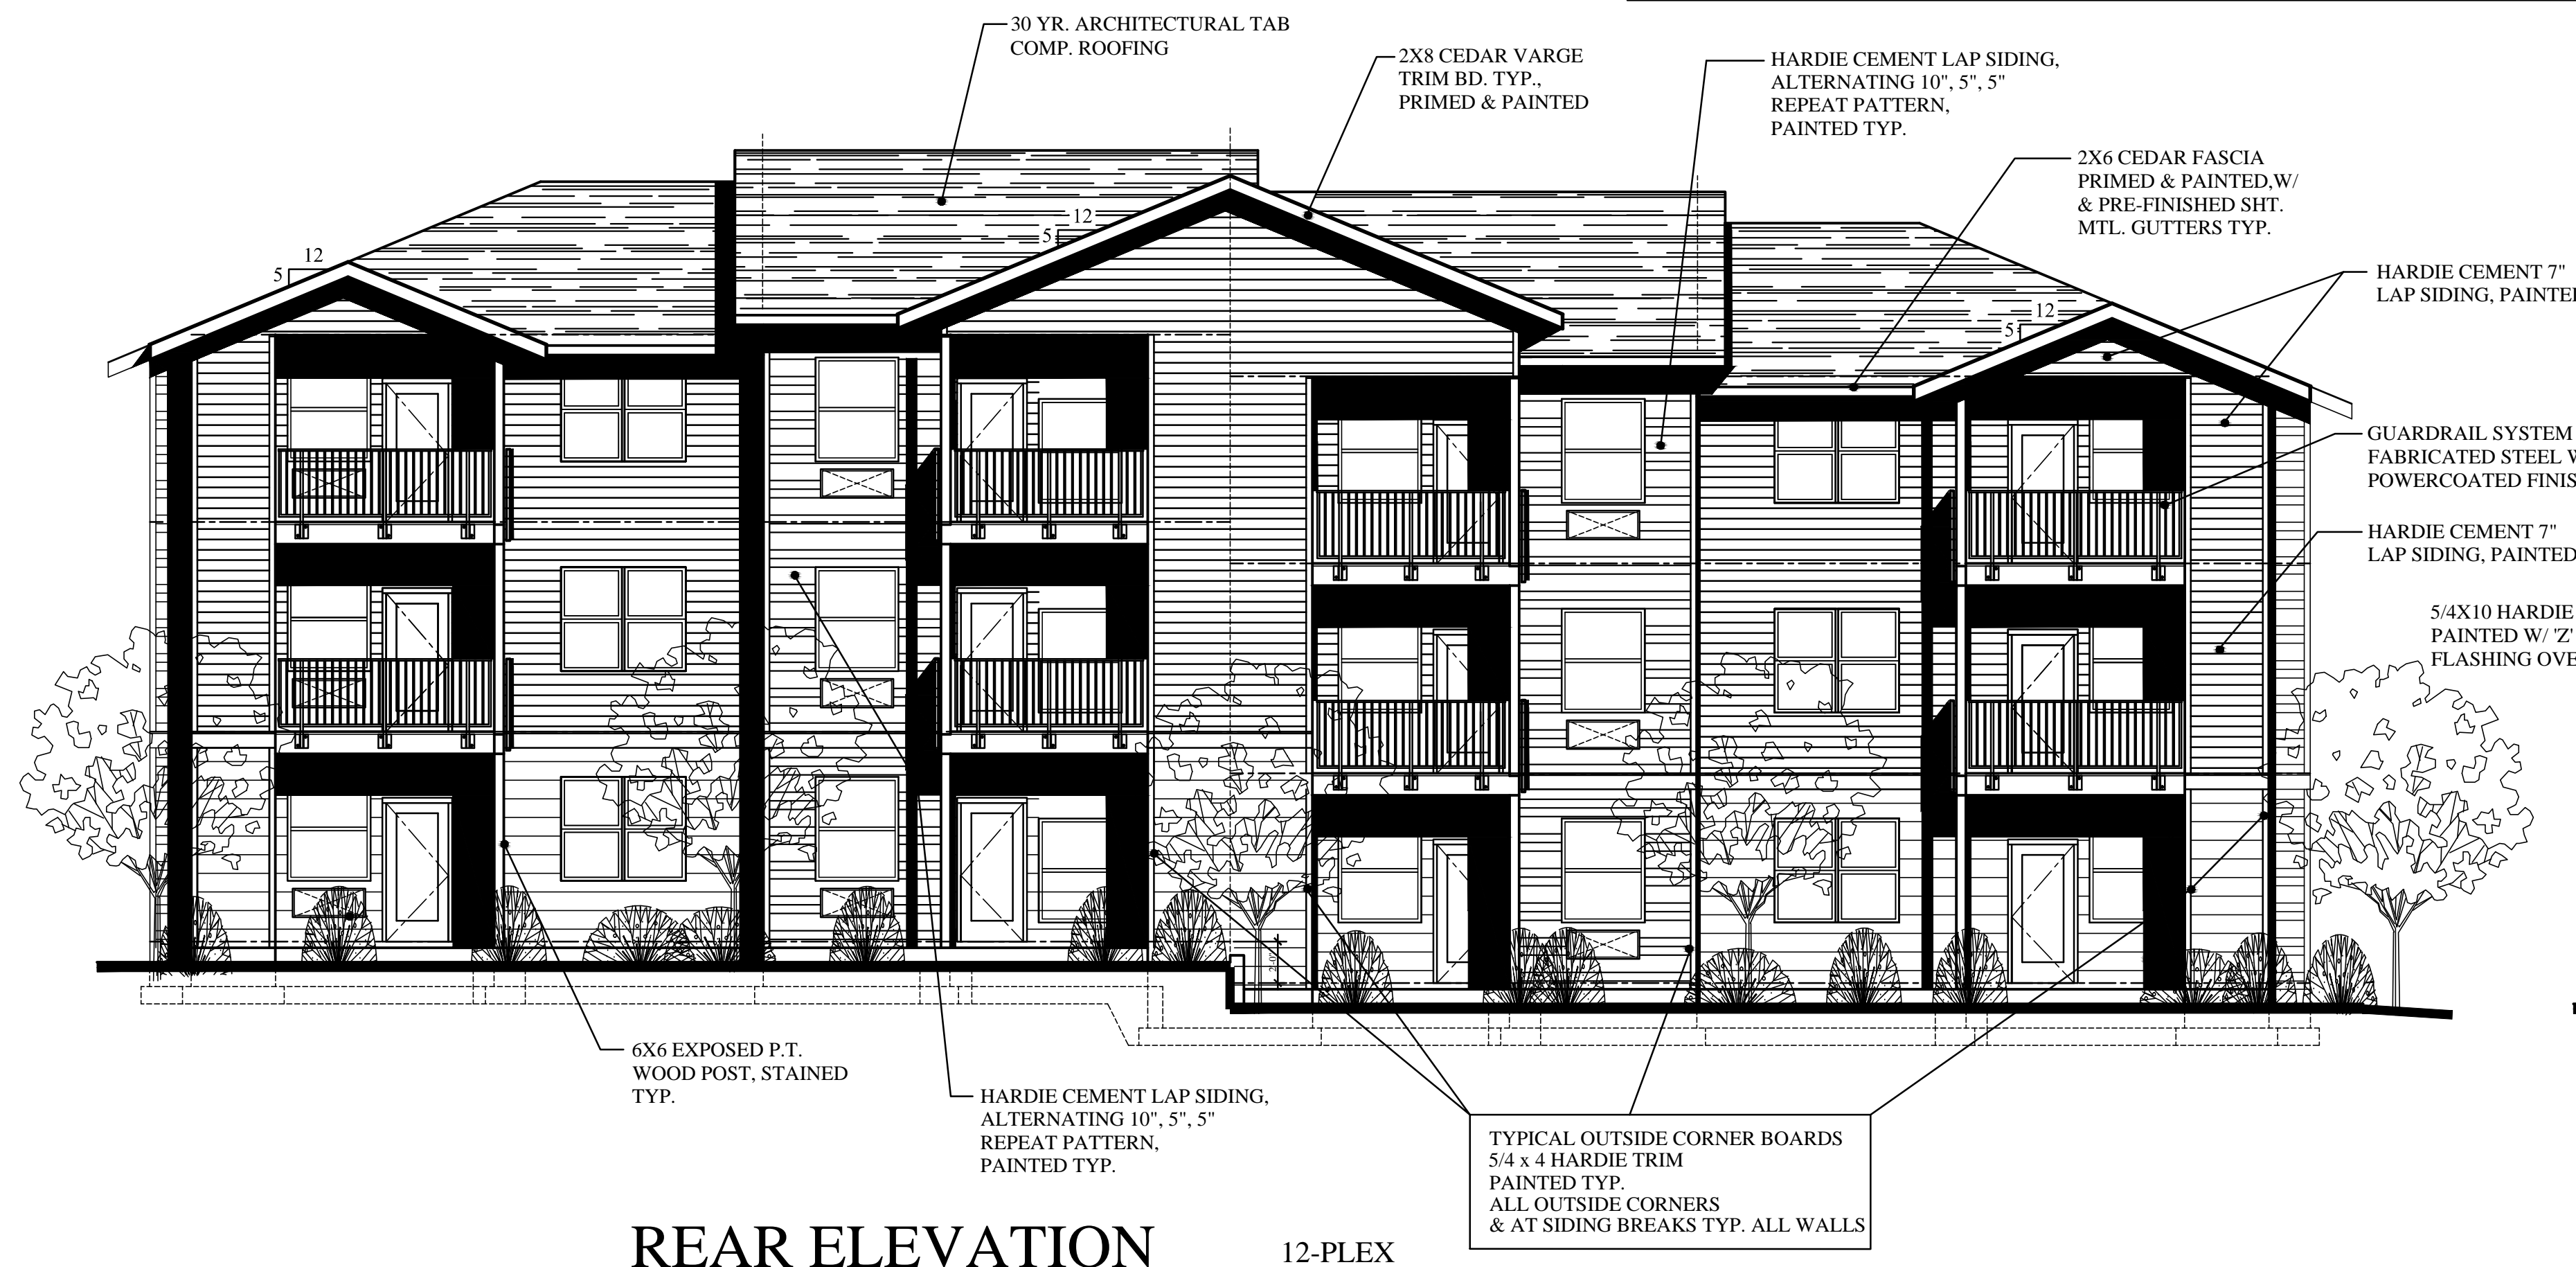 30 YR. ARCHITECTURAL TAB
COMP. ROOFING
2X8 CEDAR VARGE
TRIM BD. TYP.,
PRIMED & PAINTED
HARDIE CEMENT LAP SIDING,
ALTERNATING 10", 5", 5"
REPEAT PATTERN,
PAINTED TYP.
2X6 CEDAR FASCIA
PRIMED & PAINTED,W/
& PRE-FINISHED SHT.
MTL. GUTTERS TYP.
12
5
12
5
12
5
HARDIE CEMENT 7"
LAP SIDING, PAINTE
GUARDRAIL SYSTEM
FABRICATED STEEL W
POWERCOATED FINIS
HARDIE CEMENT 7"
LAP SIDING, PAINTED
5/4X10 HARDIE
PAINTED W/ 'Z'
FLASHING OVE
2'-0"
6X6 EXPOSED P.T.
WOOD POST, STAINED
TYP.
HARDIE CEMENT LAP SIDING,
ALTERNATING 10", 5", 5"
REPEAT PATTERN,
PAINTED TYP.
TYPICAL OUTSIDE CORNER BOARDS
5/4 x 4 HARDIE TRIM
PAINTED TYP.
ALL OUTSIDE CORNERS
& AT SIDING BREAKS TYP. ALL WALLS
REAR ELEVATION
12-PLEX